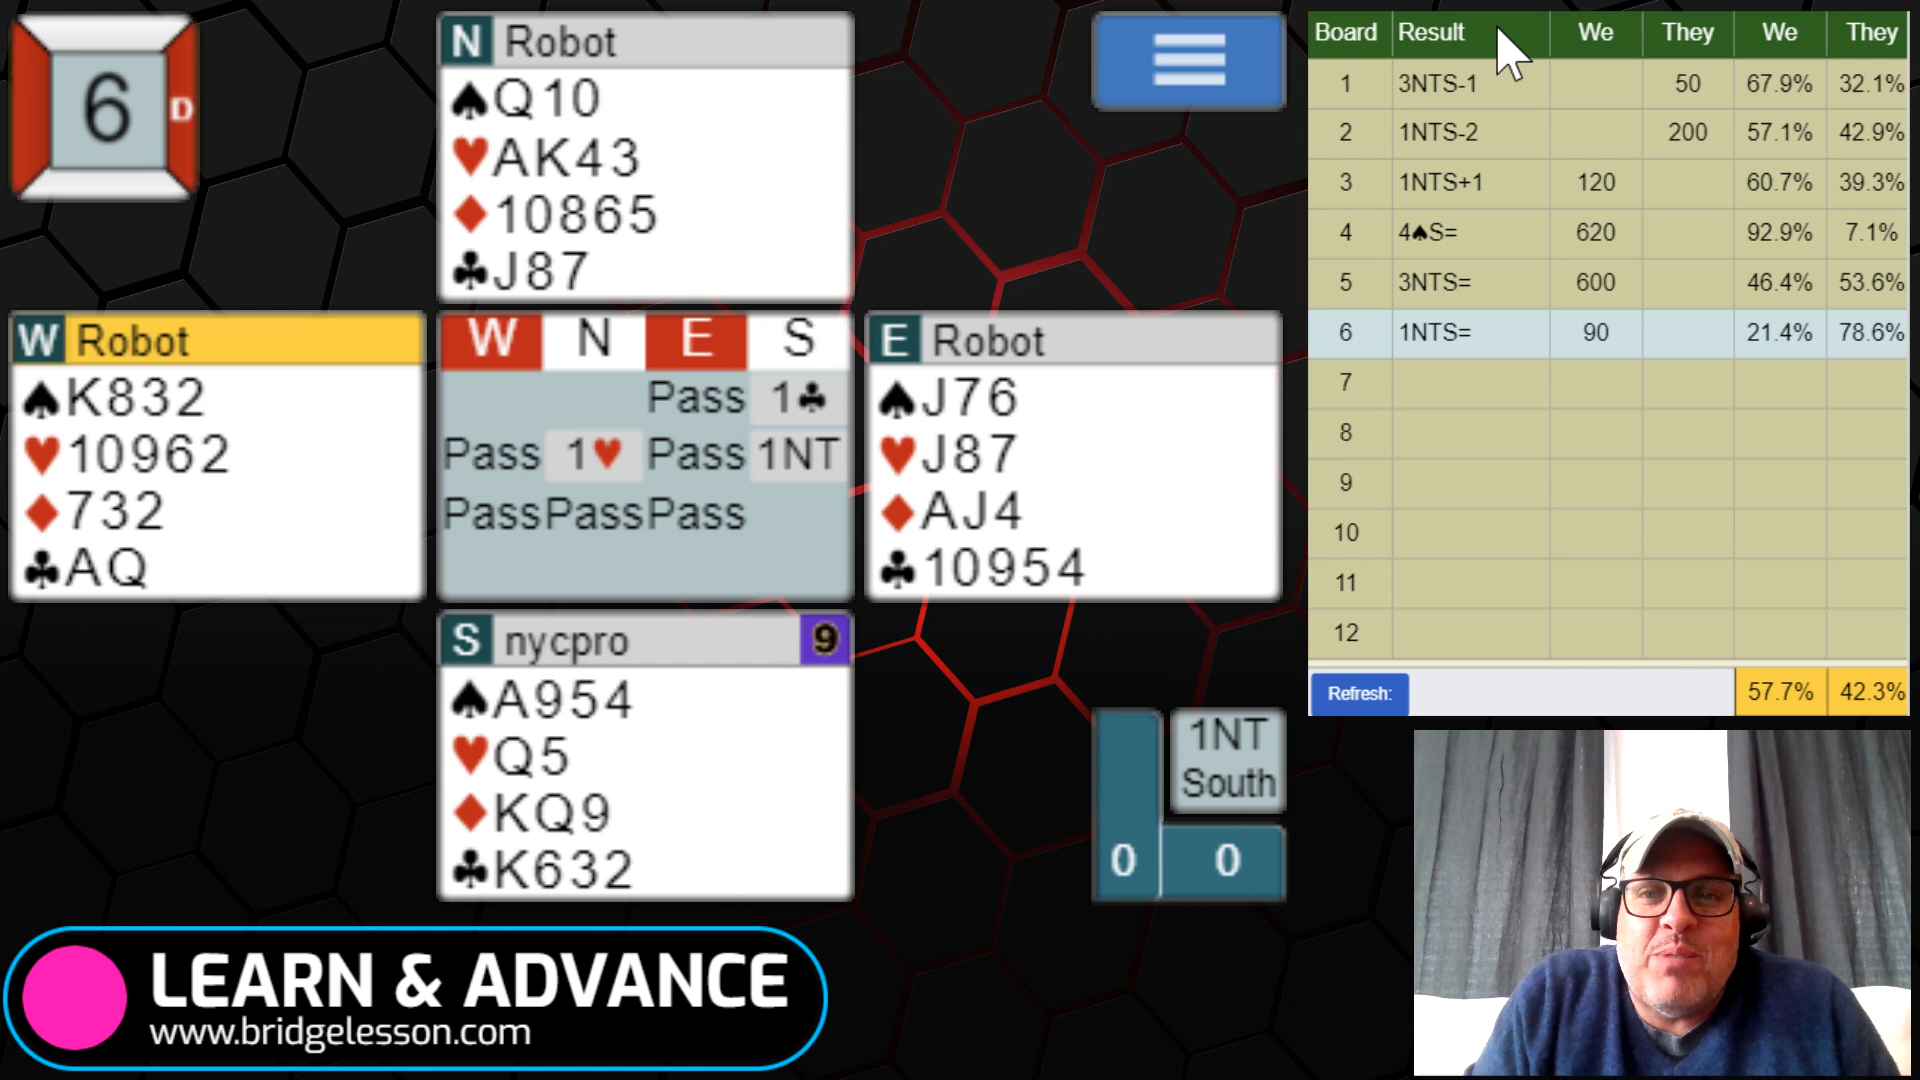 6 D
N Robot
♠Q10
♥AK43
♦10865
♣J87
W Robot
♠K832
♥10962
♦732
♣AQ
W N E S
Pass 1♣
Pass 1♥ Pass 1NT
Pass Pass Pass
E Robot
♠J76
♥J87
♦AJ4
♣10954
S nycpro 9
♠A954
♥Q5
♦KQ9
♣K632
1NT
South
0 0
Board Result We They We They
1 3NTS-1 50 67.9% 32.1%
2 1NTS-2 200 57.1% 42.9%
3 1NTS+1 120 60.7% 39.3%
4 4♠S= 620 92.9% 7.1%
5 3NTS= 600 46.4% 53.6%
6 1NTS= 90 21.4% 78.6%
7
8
9
10
11
12
Refresh: 57.7% 42.3%
LEARN & ADVANCE
www.bridgelesson.com